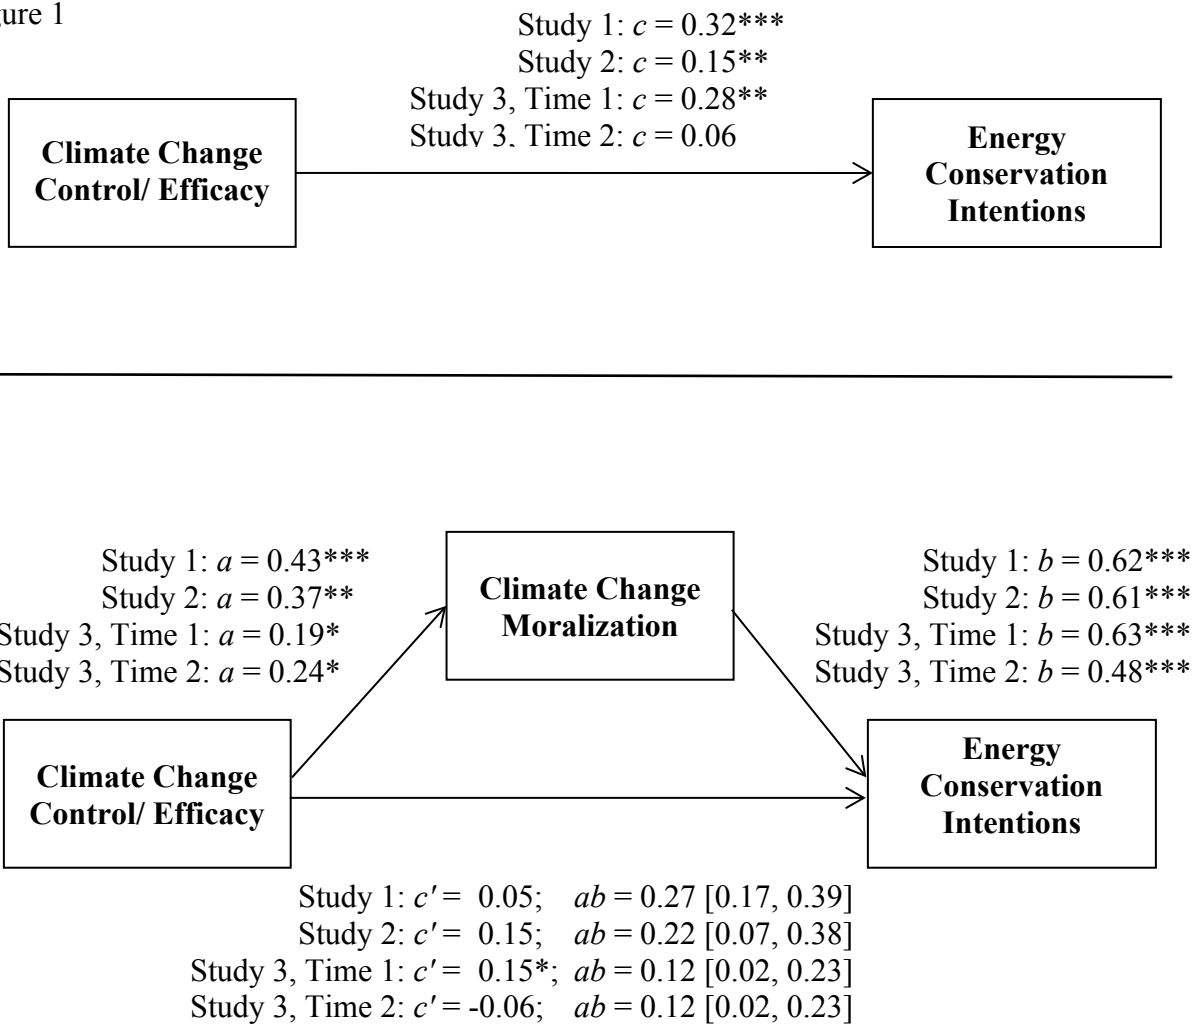 gure 1
Study 1: c = 0.32***
Study 2: c = 0.15**
Study 3, Time 1: c = 0.28**
Study 3, Time 2: c = 0.06
Climate Change
Control/ Efficacy
Energy
Conservation
Intentions
Study 1: a = 0.43***
Study 2: a = 0.37**
Study 3, Time 1: a = 0.19*
Study 3, Time 2: a = 0.24*
Climate Change
Moralization
Study 1: b = 0.62***
Study 2: b = 0.61***
Study 3, Time 1: b = 0.63***
Study 3, Time 2: b = 0.48***
Climate Change
Control/ Efficacy
Energy
Conservation
Intentions
Study 1: c' = 0.05; ab = 0.27 [0.17, 0.39]
Study 2: c' = 0.15; ab = 0.22 [0.07, 0.38]
Study 3, Time 1: c' = 0.15*; ab = 0.12 [0.02, 0.23]
Study 3, Time 2: c' = -0.06; ab = 0.12 [0.02, 0.23]